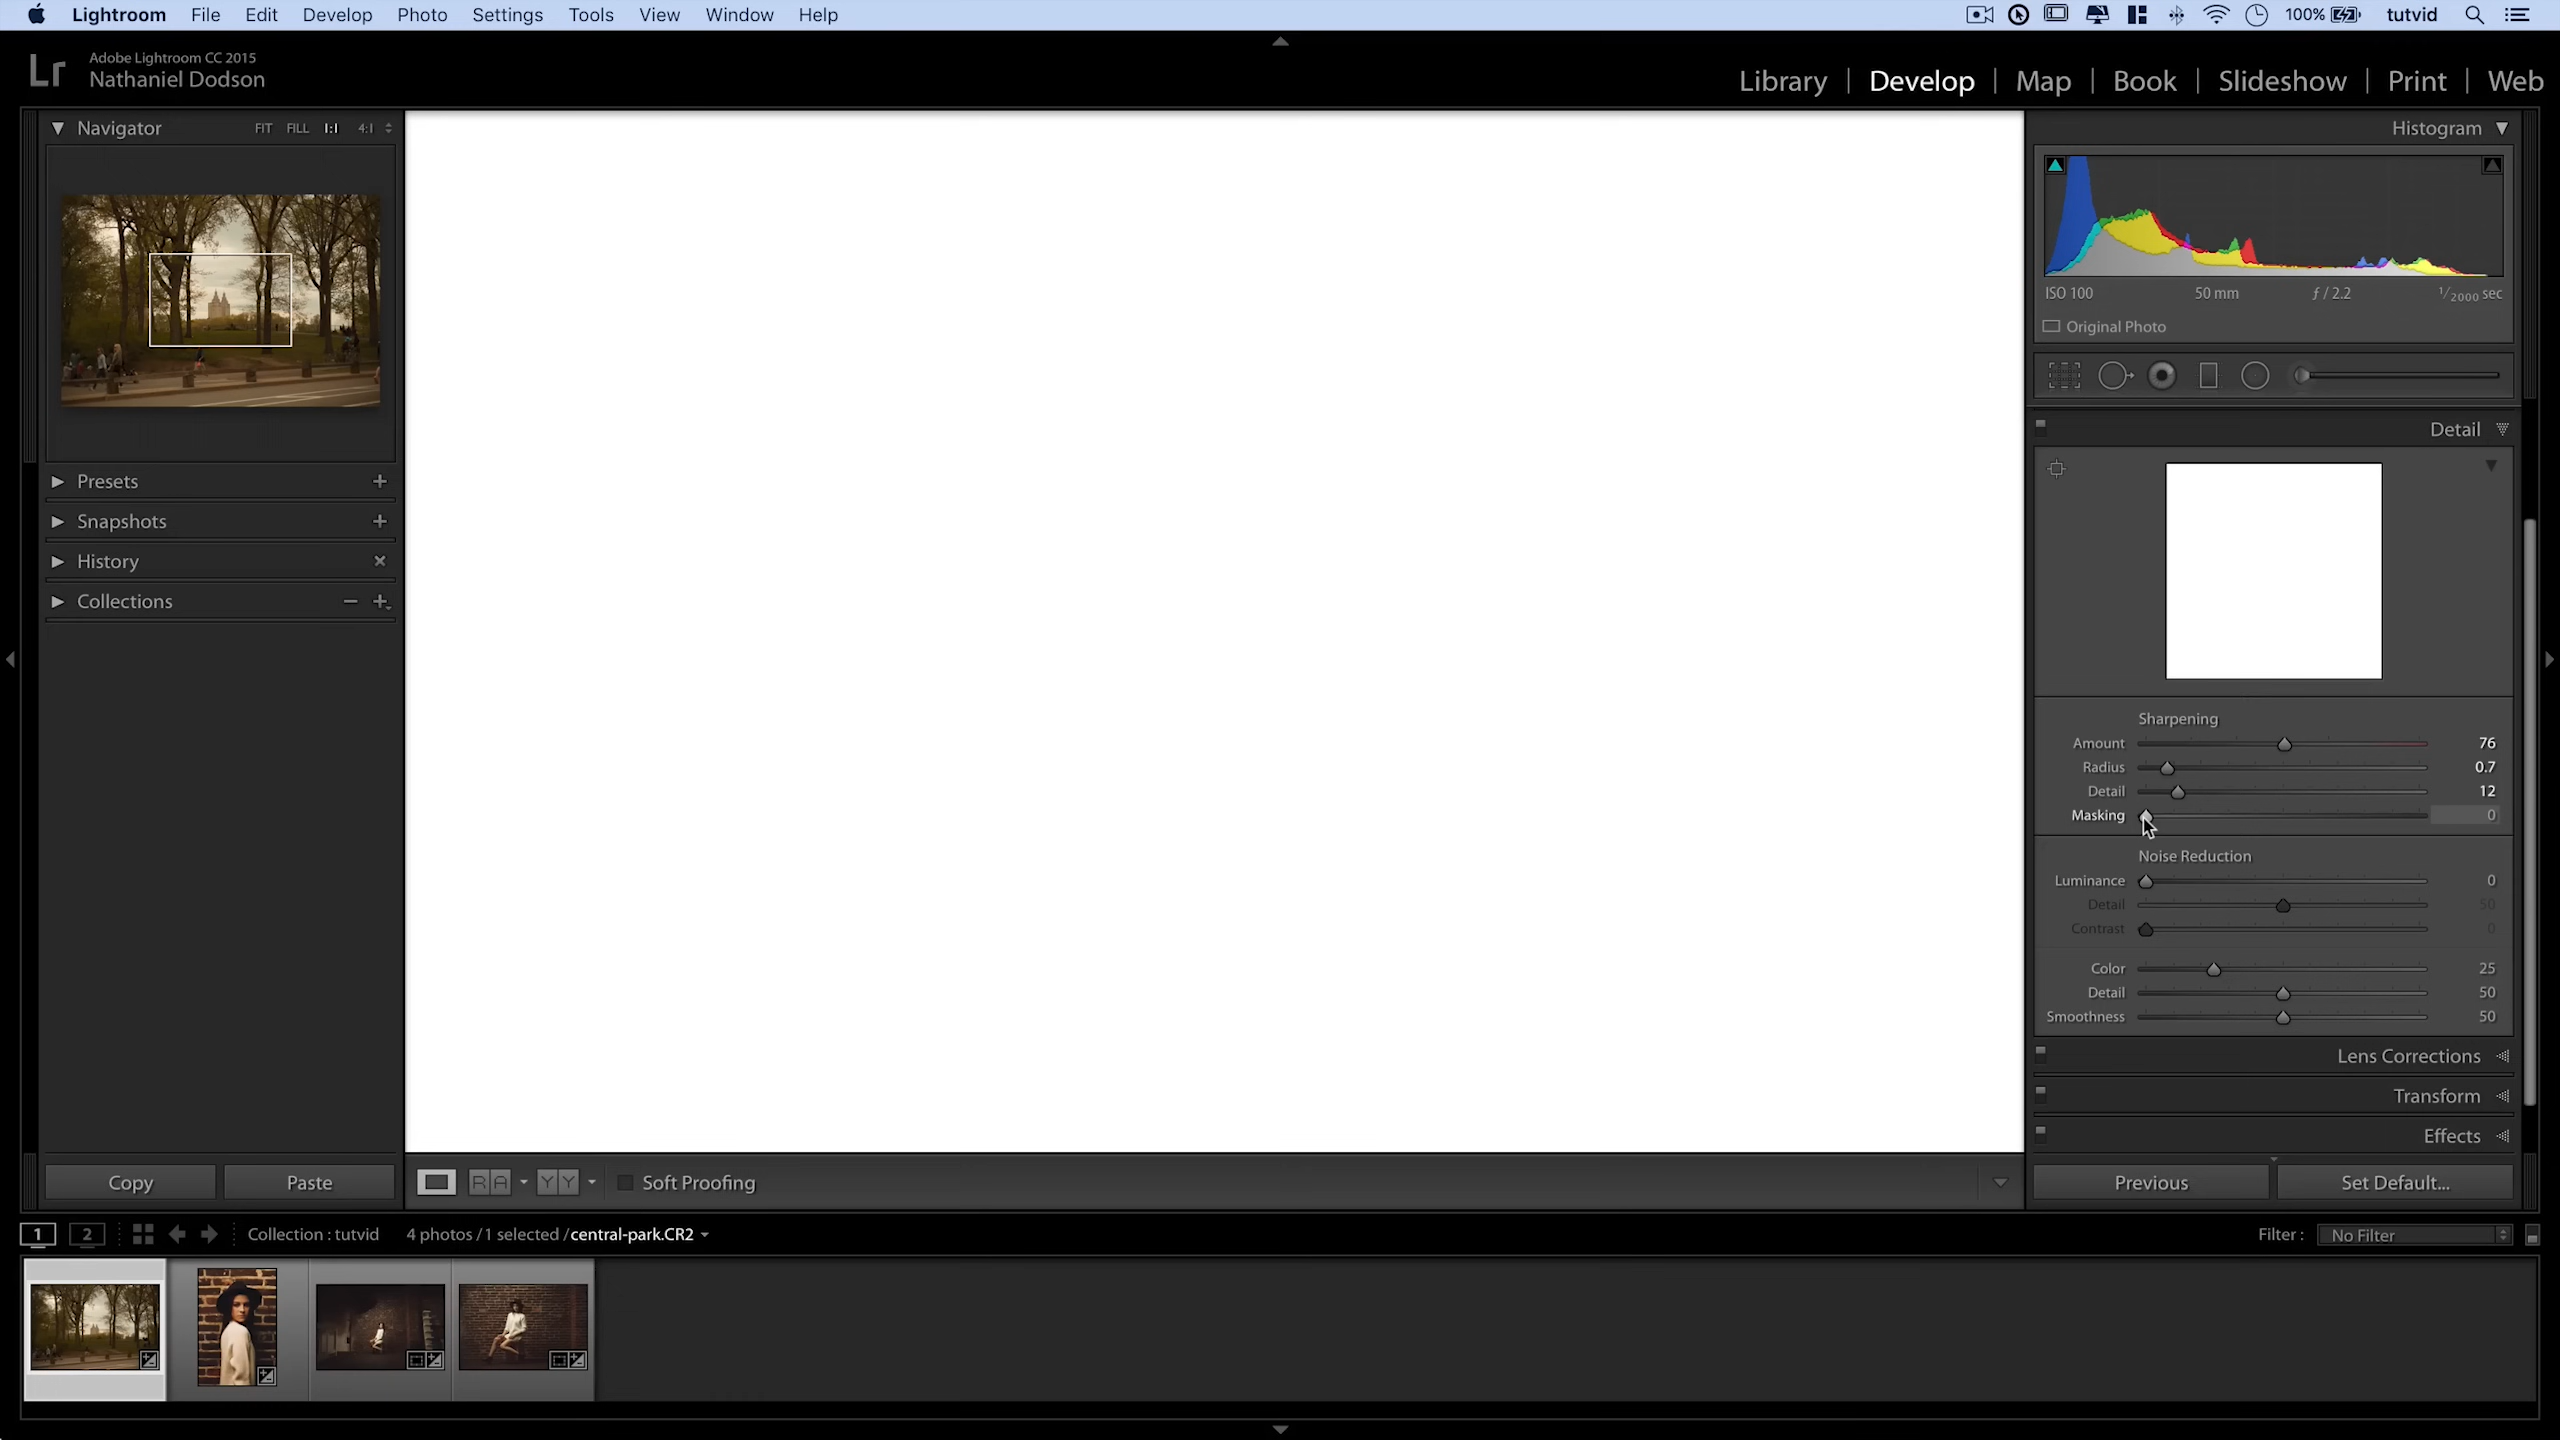 Lightroom File Edit Develop Photo Settings Tools View Window Help 100% tutvid
Lr Adobe Lightroom CC 2015
Nathaniel Dodson
Library | Develop | Map | Book | Slideshow | Print | Web
Navigator FIT FILL 1:1 4:1
Presets
Snapshots
History
Collections
Copy Paste
R A Y Y Soft Proofing
Histogram
ISO 100 50 mm ƒ / 2.2 1/2000 sec
Original Photo
Detail
Sharpening
Amount 76
Radius 0.7
Detail 12
Masking 0
Noise Reduction
Luminance 0
Detail 50
Contrast 0
Color 25
Detail 50
Smoothness 50
Lens Corrections
Transform
Effects
Previous Set Default...
1 2 Collection : tutvid 4 photos / 1 selected / central-park.CR2 Filter : No Filter